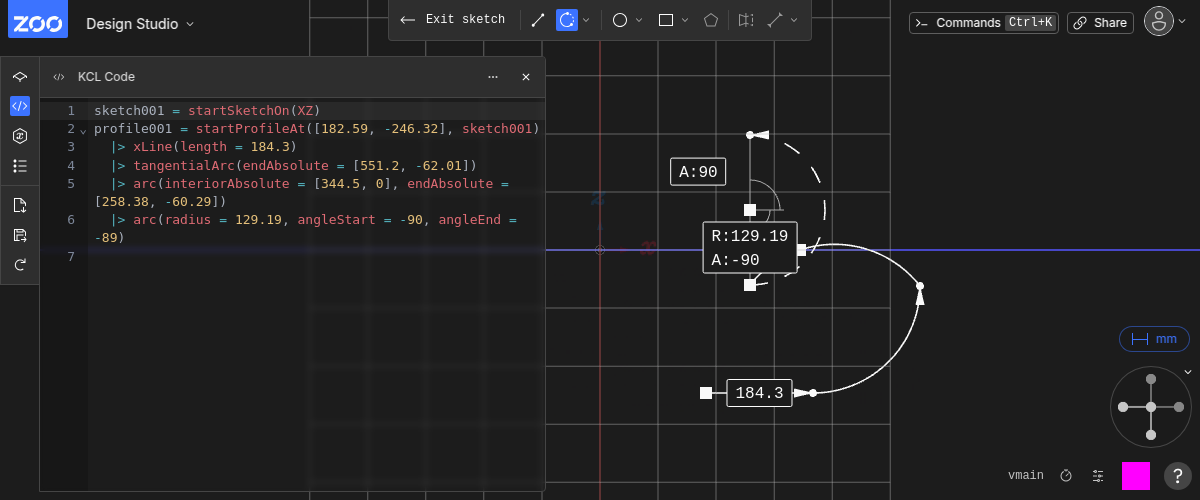 ZOO
Design Studio
Exit sketch
Commands Ctrl+K
Share
KCL Code
1 sketch001 = startSketchOn(XZ)
2 profile001 = startProfileAt([182.59, -246.32], sketch001)
3 |> xLine(length = 184.3)
4 |> tangentialArc(endAbsolute = [551.2, -62.01])
5 |> arc(interiorAbsolute = [344.5, 0], endAbsolute =
[258.38, -60.29])
6 |> arc(radius = 129.19, angleStart = -90, angleEnd =
-89)
7
A:90
z
R:129.19
A:-90
x
184.3
mm
vmain
?